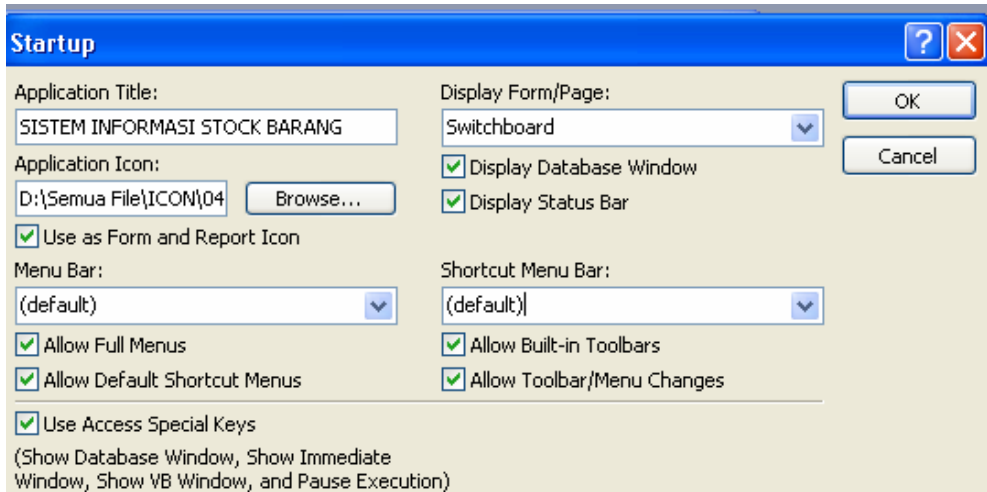 Startup
Application Title:
SISTEM INFORMASI STOCK BARANG
Application Icon:
D:\Semua File\ICON\04
Browse...
Use as Form and Report Icon
Menu Bar:
(default)
Allow Full Menus
Allow Default Shortcut Menus
Display Form/Page:
Switchboard
Display Database Window
Display Status Bar
Shortcut Menu Bar:
(default)
Allow Built-in Toolbars
Allow Toolbar/Menu Changes
OK
Cancel
Use Access Special Keys
(Show Database Window, Show Immediate
Window, Show VB Window, and Pause Execution)